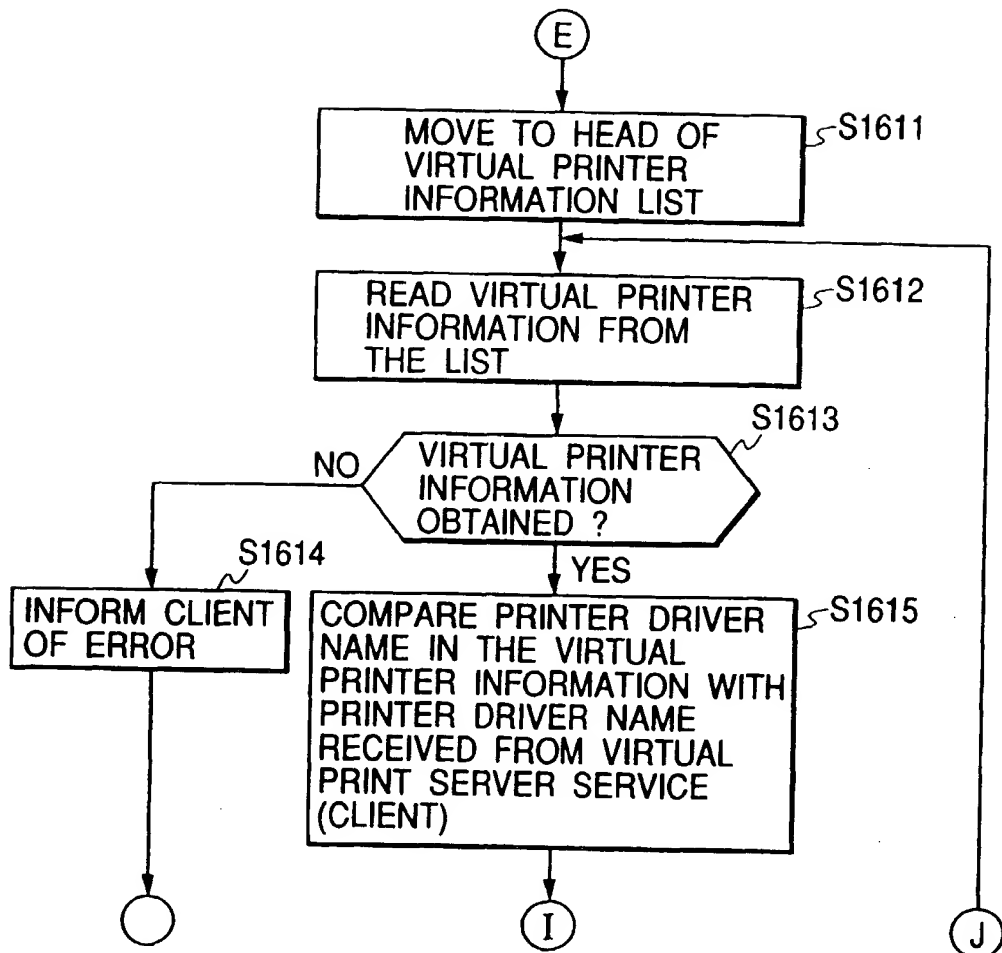 E
MOVE TO HEAD OF
VIRTUAL PRINTER
INFORMATION LIST
S1611
READ VIRTUAL PRINTER
INFORMATION FROM
THE LIST
S1612
S1613
VIRTUAL PRINTER
INFORMATION
OBTAINED ?
NO
YES
S1614
INFORM CLIENT
OF ERROR
S1615
COMPARE PRINTER DRIVER
NAME IN THE VIRTUAL
PRINTER INFORMATION WITH
PRINTER DRIVER NAME
RECEIVED FROM VIRTUAL
PRINT SERVER SERVICE
(CLIENT)
I
J